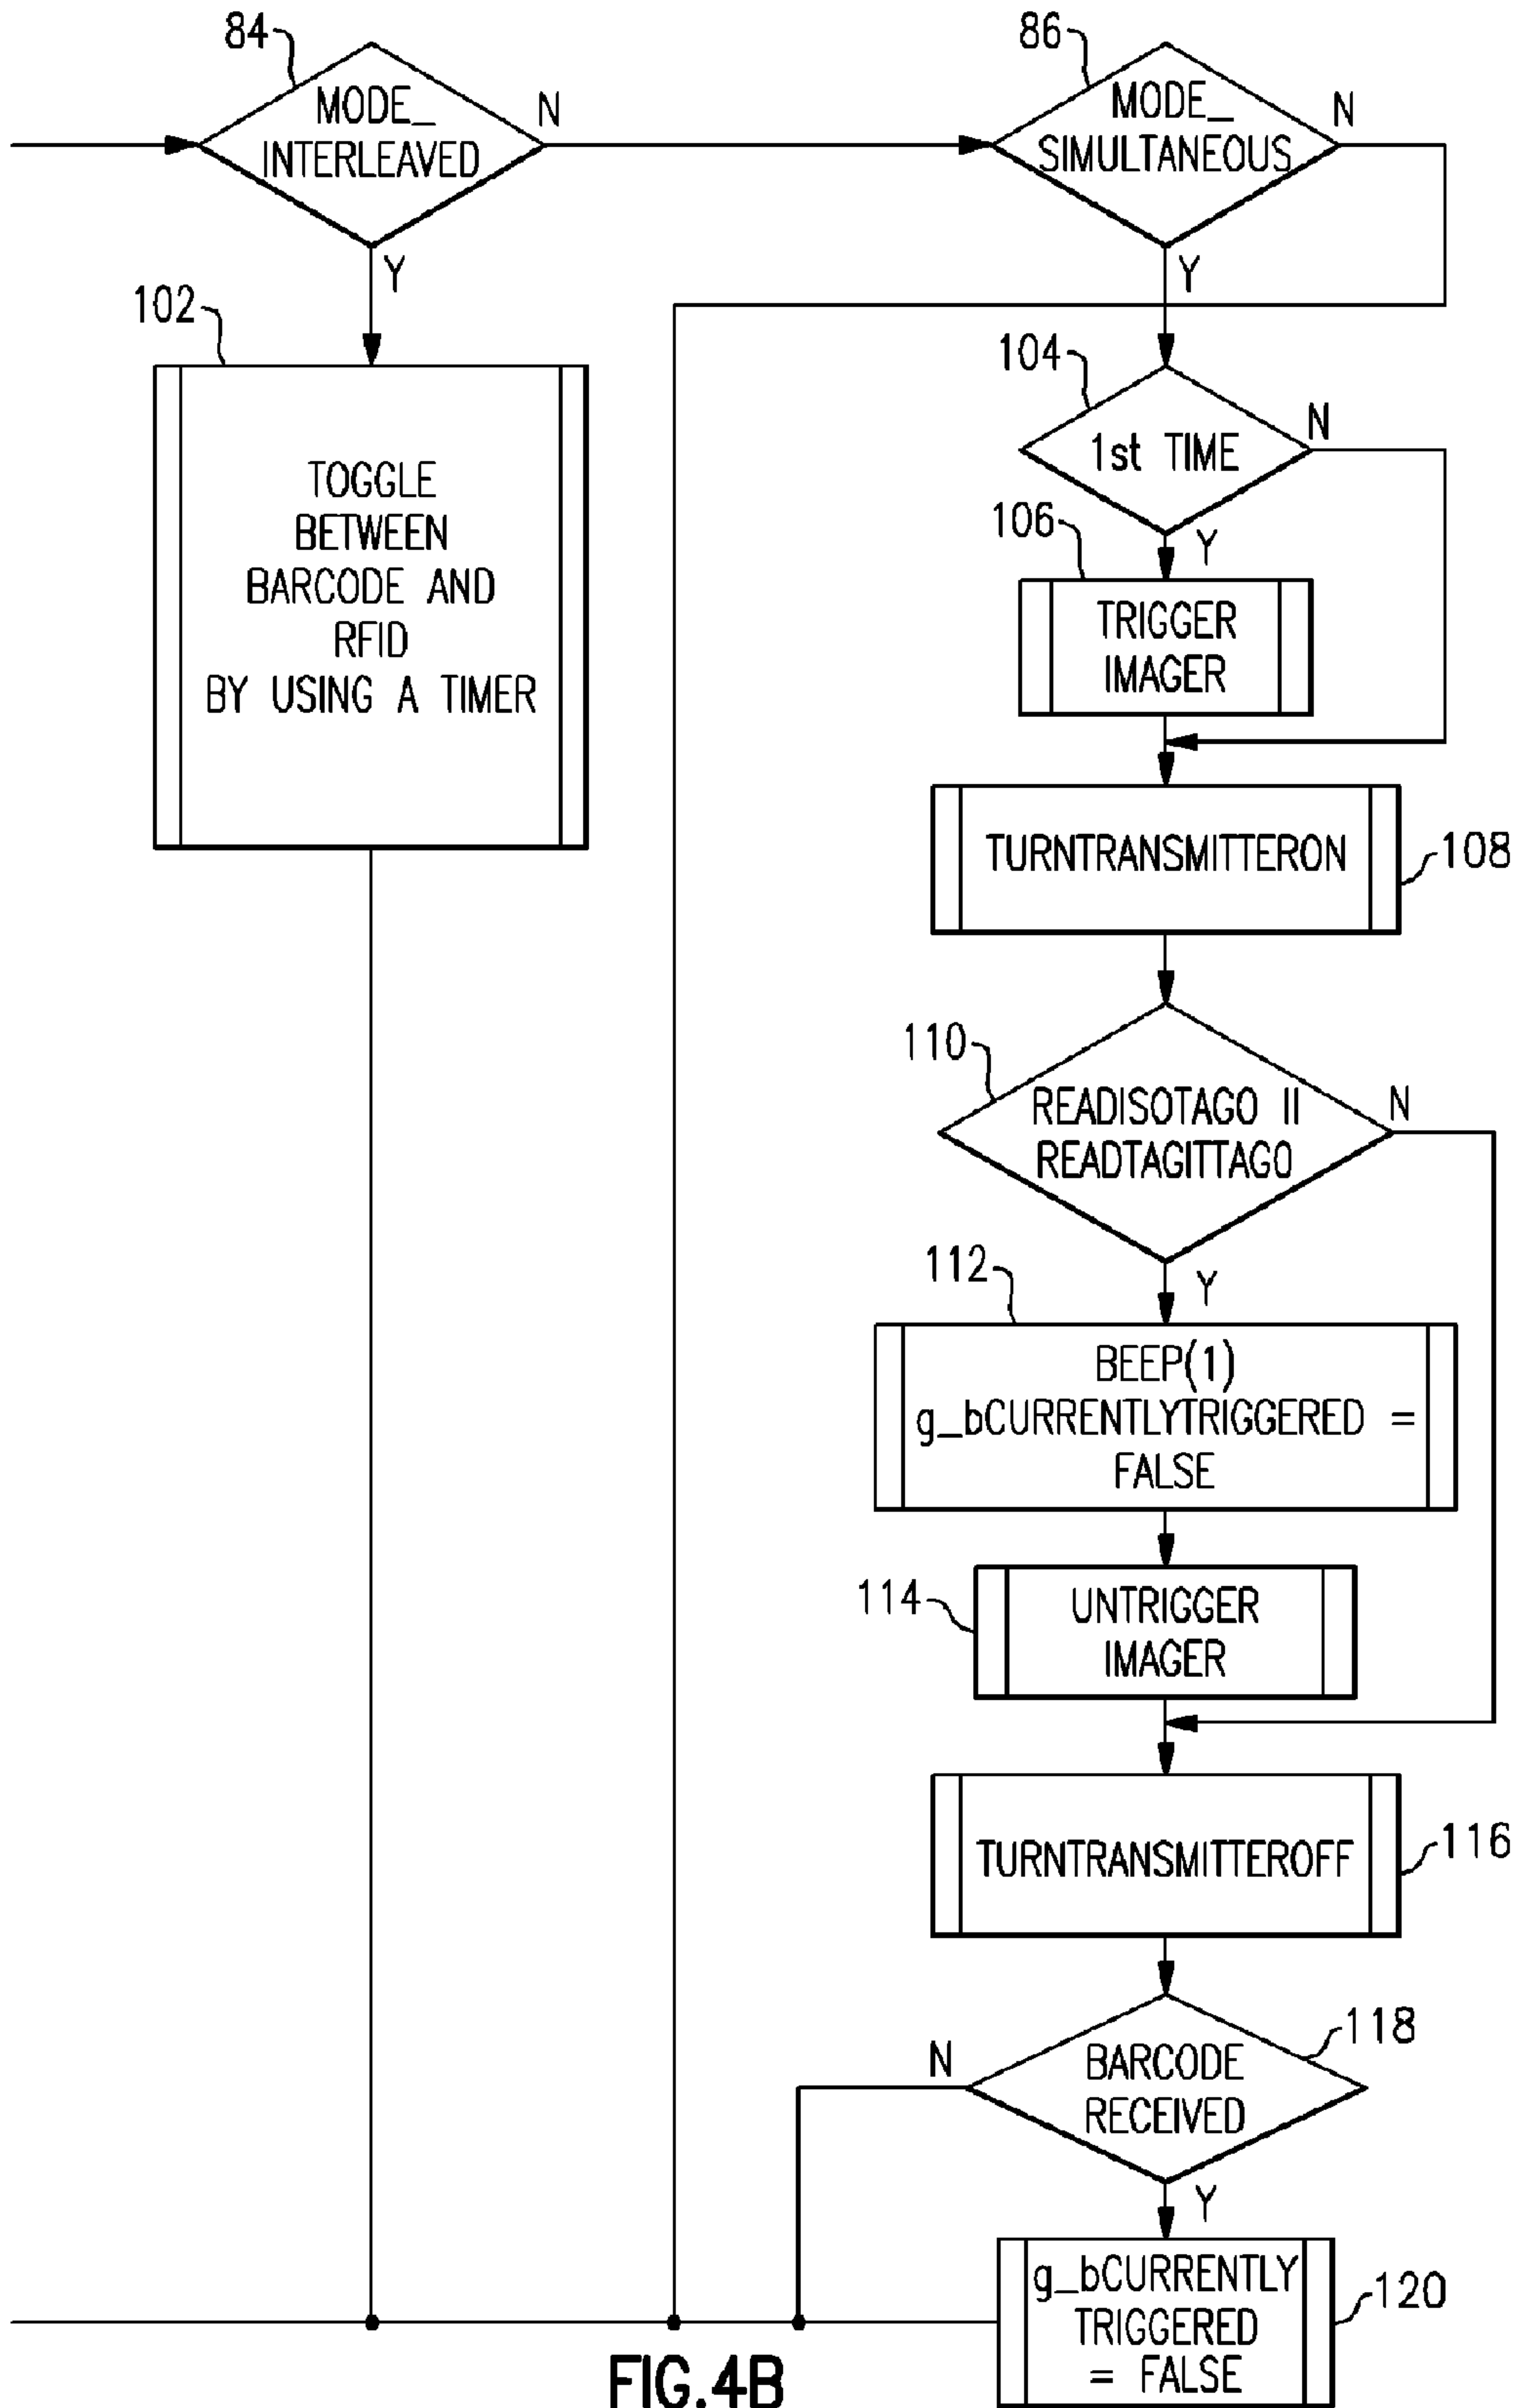 84
MODE_
INTERLEAVED
N
Y
86
MODE_
SIMULTANEOUS
N
Y
102
TOGGLE
BETWEEN
BARCODE AND
RFID
BY USING A TIMER
104
1st TIME
N
Y
106
TRIGGER
IMAGER
TURNTRANSMITTERON
108
110
READISOTAGO II
READTAGITTAGO
N
Y
112
BEEP(1)
g_bCURRENTLYTRIGGERED =
FALSE
114
UNTRIGGER
IMAGER
TURNTRANSMITTEROFF
116
118
BARCODE
RECEIVED
N
Y
g_bCURRENTLY
TRIGGERED
= FALSE
120
FIG.4B